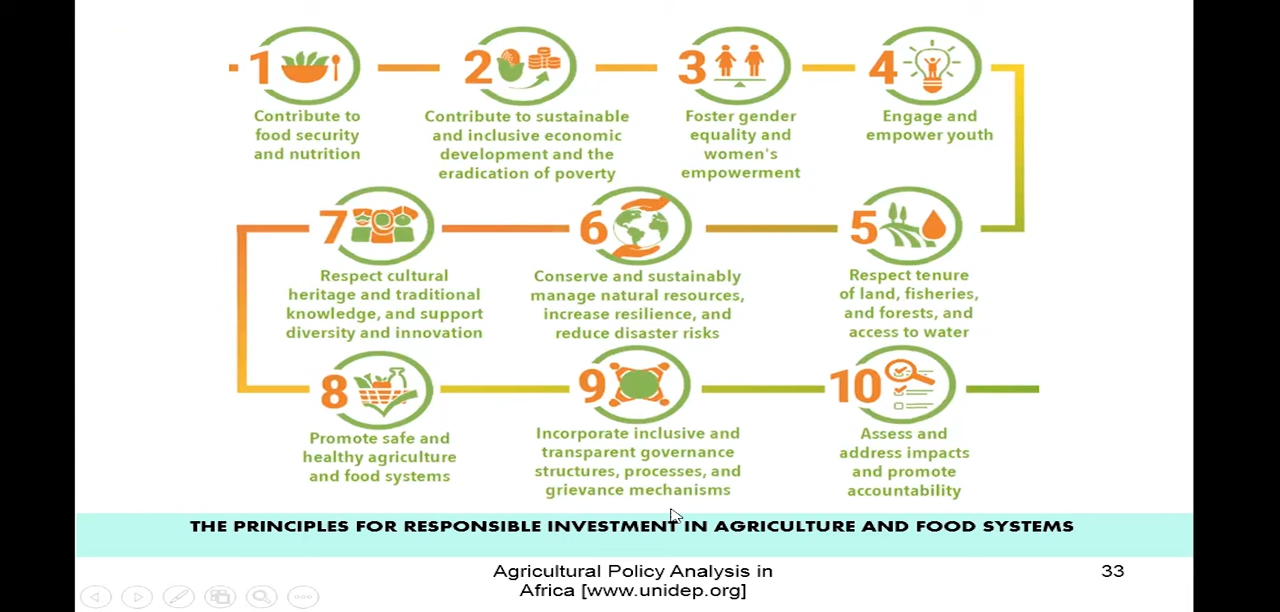 1
Contribute to
food security
and nutrition
2
Contribute to sustainable
and inclusive economic
development and the
eradication of poverty
3
Foster gender
equality and
women's
empowerment
4
Engage and
empower youth
5
Respect tenure
of land, fisheries,
and forests, and
access to water
6
Conserve and sustainably
manage natural resources,
increase resilience, and
reduce disaster risks
7
Respect cultural
heritage and traditional
knowledge, and support
diversity and innovation
8
Promote safe and
healthy agriculture
and food systems
9
Incorporate inclusive and
transparent governance
structures, processes, and
grievance mechanisms
10
Assess and
address impacts
and promote
accountability
THE PRINCIPLES FOR RESPONSIBLE INVESTMENT IN AGRICULTURE AND FOOD SYSTEMS
Agricultural Policy Analysis in
Africa [www.unidep.org]
33